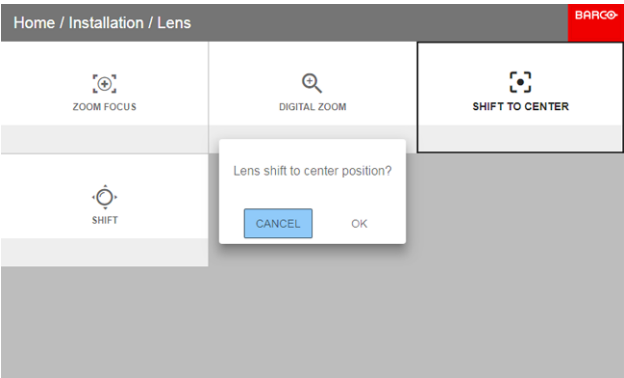 Home / Installation / Lens
BARCO
ZOOM FOCUS
DIGITAL ZOOM
SHIFT TO CENTER
Lens shift to center position?
CANCEL
OK
SHIFT